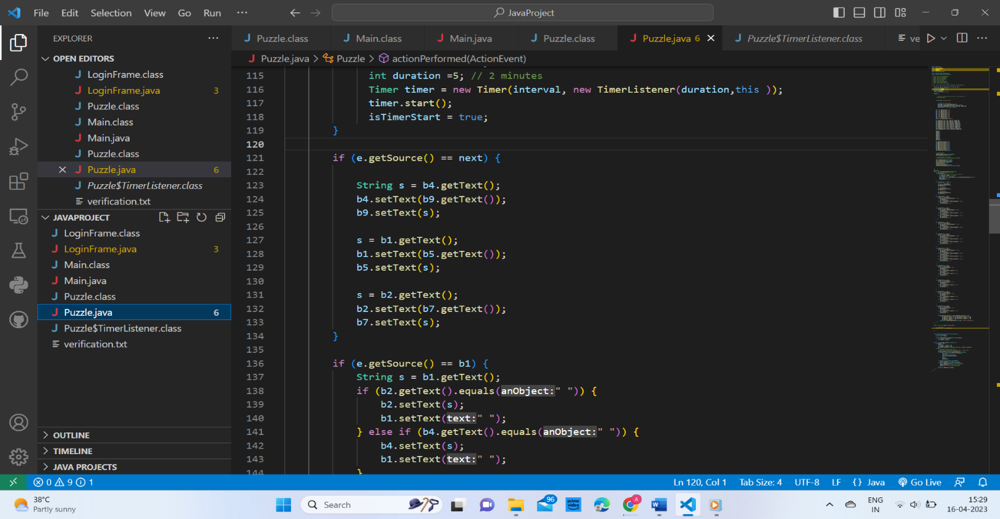 File Edit Selection View Go Run ··· JavaProject
EXPLORER ···
OPEN EDITORS
LoginFrame.class
LoginFrame.java 3
Puzzle.class
Main.class
Main.java
Puzzle.class
Puzzle.java 6
Puzzle$TimerListener.class
verification.txt
JAVAPROJECT
LoginFrame.class
LoginFrame.java 3
Main.class
Main.java
Puzzle.class
Puzzle.java 6
Puzzle$TimerListener.class
verification.txt
OUTLINE
TIMELINE
JAVA PROJECTS
Puzzle.class Main.class Main.java Puzzle.class Puzzle.java 6 Puzzle$TimerListener.class ve
Puzzle.java > Puzzle > actionPerformed(ActionEvent)
115 int duration =5; // 2 minutes
116 Timer timer = new Timer(interval, new TimerListener(duration,this ));
117 timer.start();
118 isTimerStart = true;
119 }
120
121 if (e.getSource() == next) {
122
123 String s = b4.getText();
124 b4.setText(b9.getText());
125 b9.setText(s);
126
127 s = b1.getText();
128 b1.setText(b5.getText());
129 b5.setText(s);
130
131 s = b2.getText();
132 b2.setText(b7.getText());
133 b7.setText(s);
134 }
135
136 if (e.getSource() == b1) {
137 String s = b1.getText();
138 if (b2.getText().equals(anObject:" ")) {
139 b2.setText(s);
140 b1.setText(text:" ");
141 } else if (b4.getText().equals(anObject:" ")) {
142 b4.setText(s);
143 b1.setText(text:" ");
144 }
0 9 1 Ln 120, Col 1 Tab Size: 4 UTF-8 LF {} Java Go Live
38°C
Partly sunny
Search
96
prime video
A
ENG
IN
15:29
16-04-2023